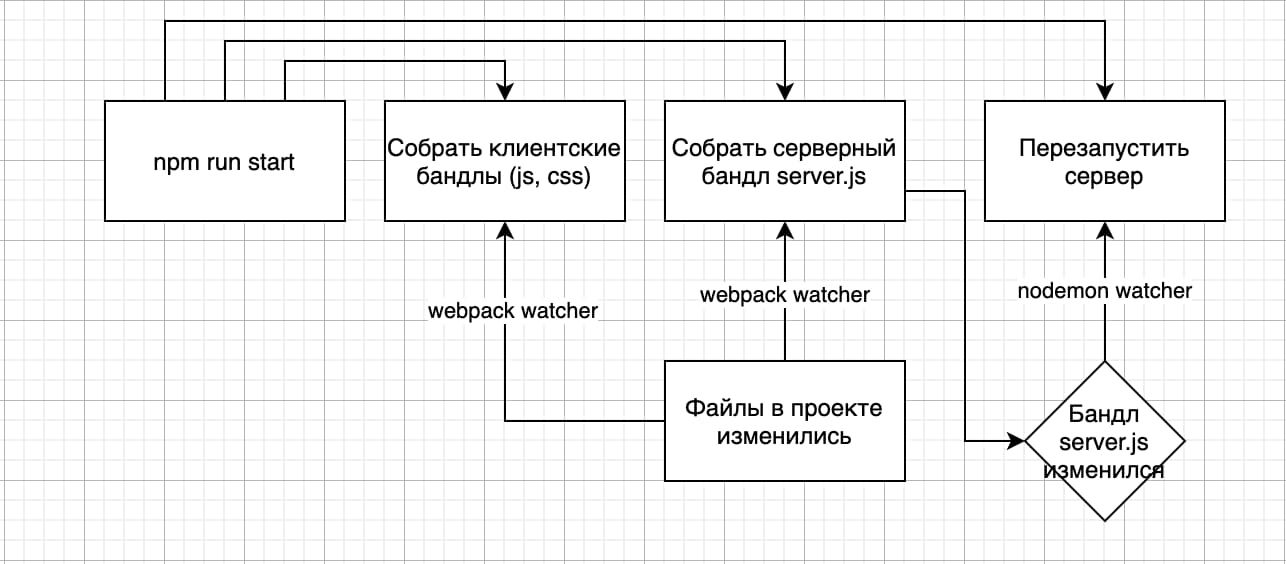 npm run start
Собрать клиентские
бандлы (js, css)
Собрать серверный
бандл server.js
Перезапустить
сервер
webpack watcher
webpack watcher
nodemon watcher
Файлы в проекте
изменились
Бандл
server.js
изменился